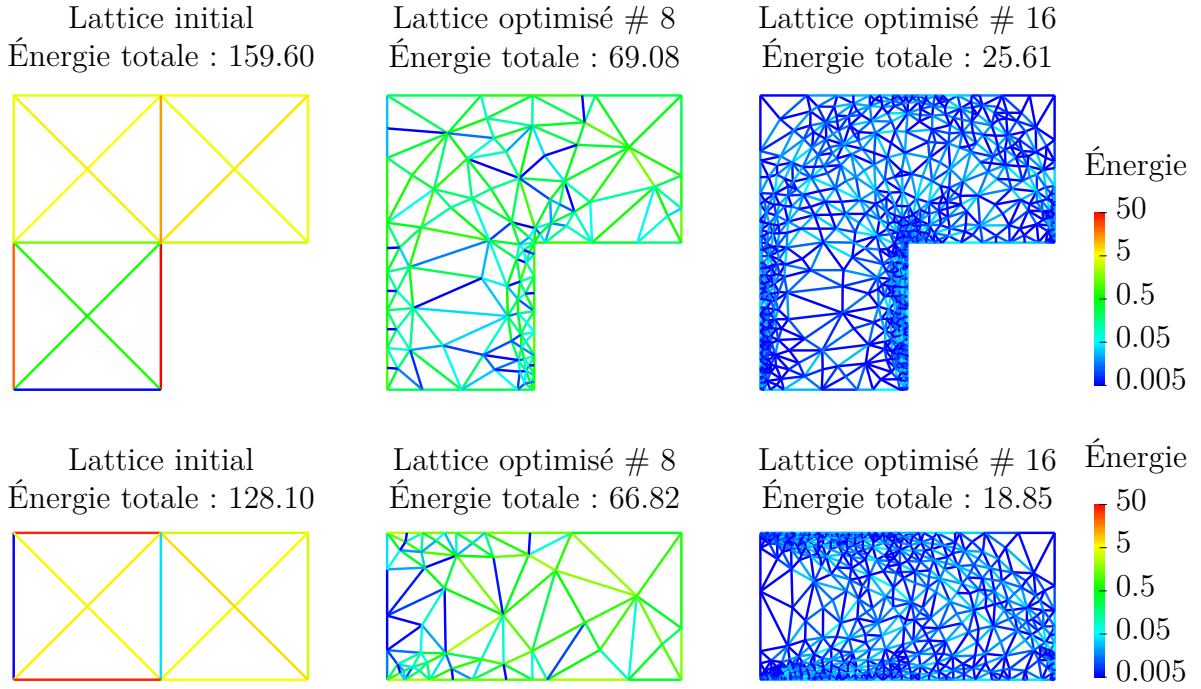 Lattice initial
Énergie totale : 159.60
Lattice optimisé # 8
Énergie totale : 69.08
Lattice optimisé # 16
Énergie totale : 25.61
Énergie
50
5
0.5
0.05
0.005
Lattice initial
Énergie totale : 128.10
Lattice optimisé # 8
Énergie totale : 66.82
Lattice optimisé # 16
Énergie totale : 18.85
Énergie
50
5
0.5
0.05
0.005